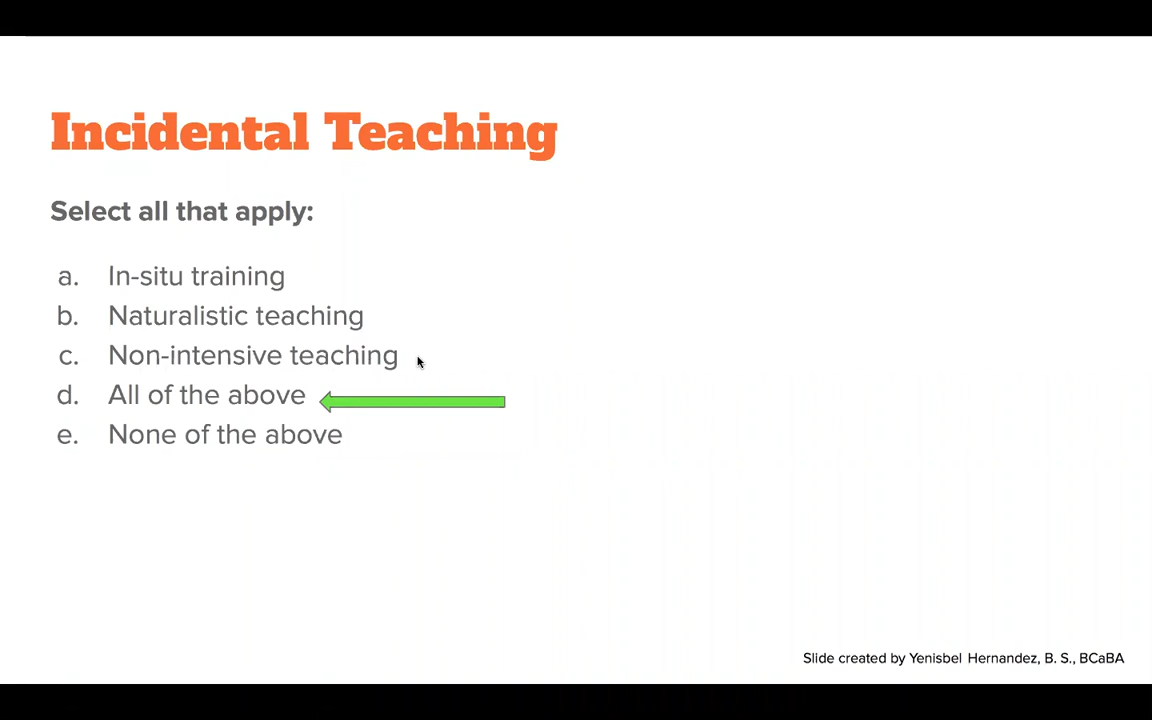 Incidental Teaching
Select all that apply:
a. In-situ training
b. Naturalistic teaching
c. Non-intensive teaching
d. All of the above
e. None of the above
Slide created by Yenisbel Hernandez, B. S., BCaBA